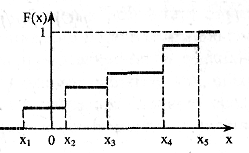 F(x)
1
x₁ 0 x₂ x₃ x₄ x₅ x